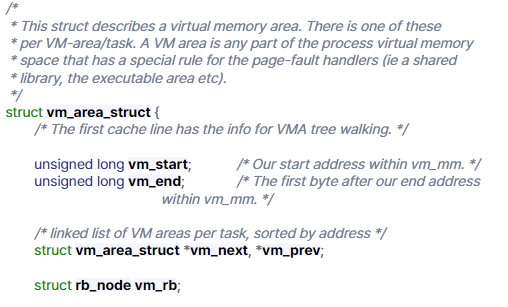 /*
* This struct describes a virtual memory area. There is one of these
* per VM-area/task. A VM area is any part of the process virtual memory
* space that has a special rule for the page-fault handlers (ie a shared
* library, the executable area etc).
*/
struct vm_area_struct {
/* The first cache line has the info for VMA tree walking. */
unsigned long vm_start; /* Our start address within vm_mm. */
unsigned long vm_end; /* The first byte after our end address
within vm_mm. */
/* linked list of VM areas per task, sorted by address */
struct vm_area_struct *vm_next, *vm_prev;
struct rb_node vm_rb;